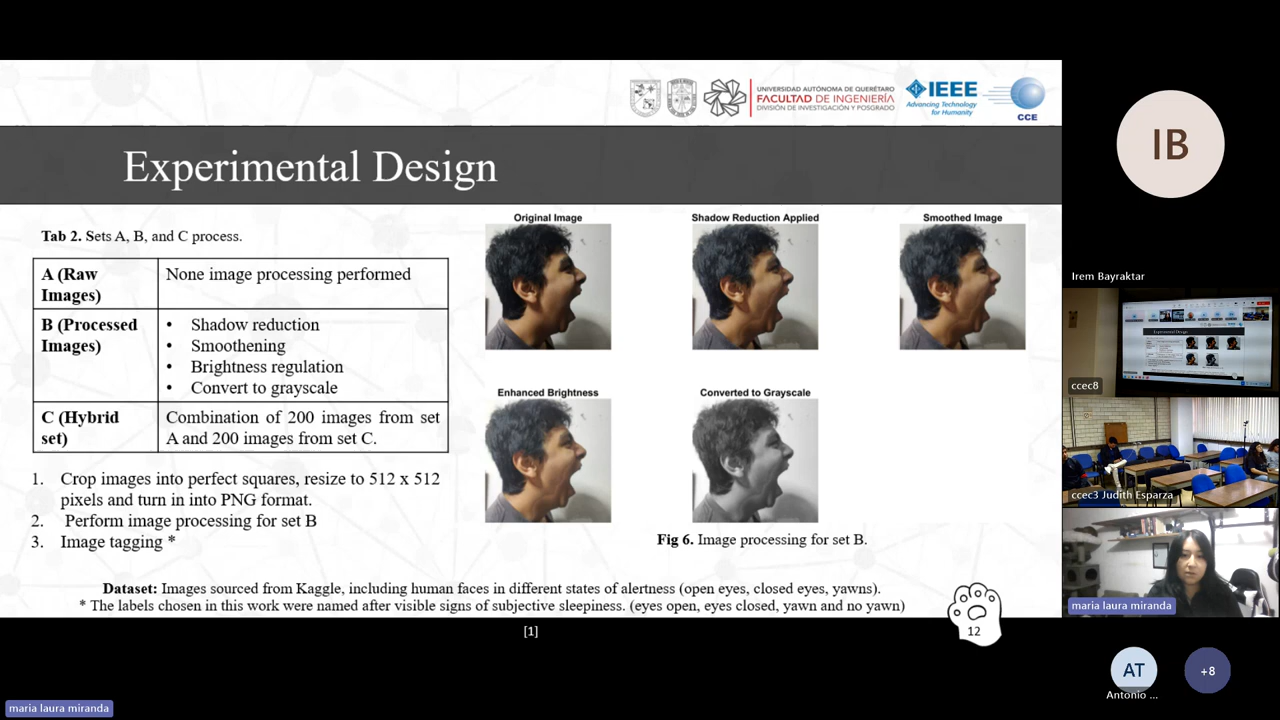 UNIVERSIDAD AUTÓNOMA DE QUERÉTARO
FACULTAD DE INGENIERÍA
DIVISIÓN DE INVESTIGACIÓN Y POSGRADO
IEEE
Advancing Technology
for Humanity
CCE
Experimental Design
Tab 2. Sets A, B, and C process.
A (Raw
Images)
None image processing performed
B (Processed
Images)
• Shadow reduction
• Smoothening
• Brightness regulation
• Convert to grayscale
C (Hybrid
set)
Combination of 200 images from set
A and 200 images from set C.
1. Crop images into perfect squares, resize to 512 x 512
pixels and turn in into PNG format.
2. Perform image processing for set B
3. Image tagging *
Original Image
Shadow Reduction Applied
Smoothed Image
Enhanced Brightness
Converted to Grayscale
Fig 6. Image processing for set B.
Dataset: Images sourced from Kaggle, including human faces in different states of alertness (open eyes, closed eyes, yawns).
* The labels chosen in this work were named after visible signs of subjective sleepiness. (eyes open, eyes closed, yawn and no yawn)
12
[1]
maria laura miranda
IB
Irem Bayraktar
Experimental Design
ccec8
ccec3 Judith Esparza
maria laura miranda
AT
Antonio ...
+8